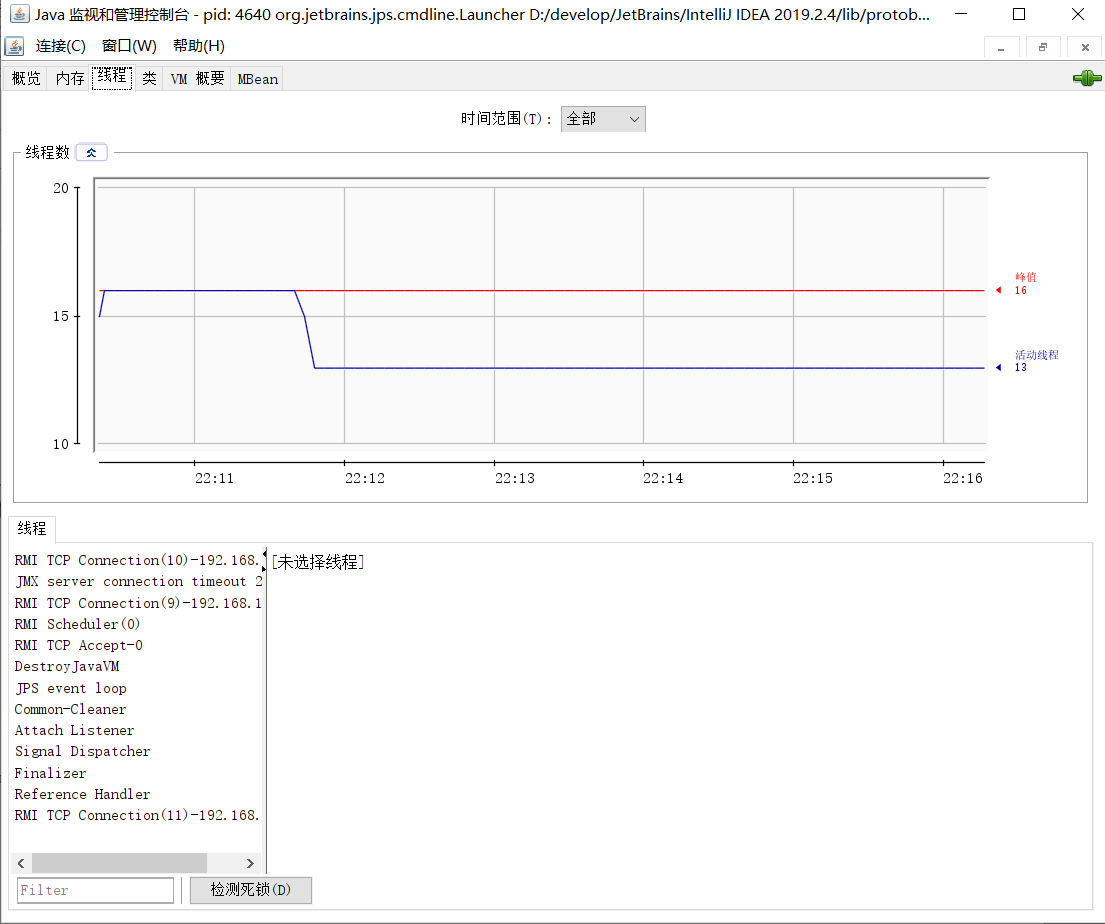 Java 监视和管理控制台 - pid: 4640 org.jetbrains.jps.cmdline.Launcher D:/develop/JetBrains/IntelliJ IDEA 2019.2.4/lib/protob...
连接(C) 窗口(W) 帮助(H)
概览 内存 线程 类 VM 概要 MBean
时间范围(T): 全部
线程数
20
峰值
16
15
活动线程
13
10
22:11 22:12 22:13 22:14 22:15 22:16
线程
RMI TCP Connection(10)-192.168.
[未选择线程]
JMX server connection timeout 2
RMI TCP Connection(9)-192.168.1
RMI Scheduler(0)
RMI TCP Accept-0
DestroyJavaVM
JPS event loop
Common-Cleaner
Attach Listener
Signal Dispatcher
Finalizer
Reference Handler
RMI TCP Connection(11)-192.168.
Filter 检测死锁(D)